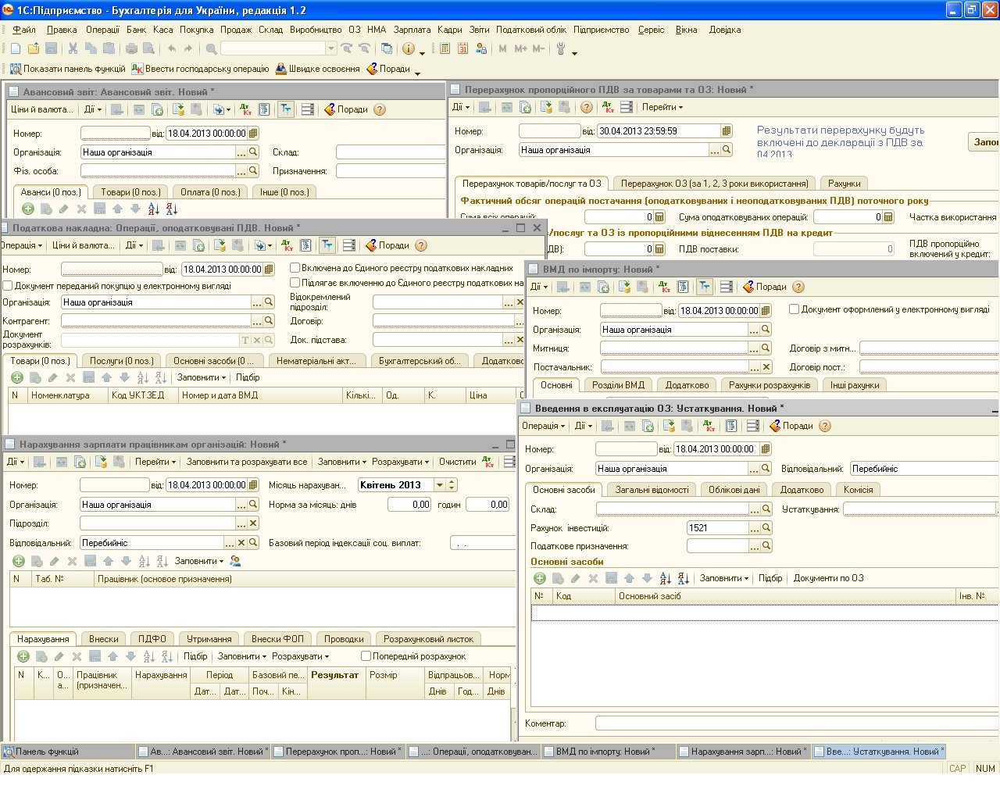 1С:Підприємство - Бухгалтерія для України, редакція 1.2
Файл Правка Операції Банк Каса Покупка Продаж Склад Виробництво ОЗ НМА Зарплата Кадри Звіти Податковий облік Підприємство Сервіс Вікна Довідка
M M+ M-
Показати панель функцій Ввести господарську операцію Швидке освоєння Поради
Авансовий звіт: Авансовий звіт. Новий *
Ціни й валюта... Дії Поради
Номер: від: 18.04.2013 00:00:00
Організація: Наша організація Склад:
Фіз. особа: Призначення:
Аванси (0 поз.) Товари (0 поз.) Оплата (0 поз.) Інше (0 поз.)
Перерахунок пропорційного ПДВ за товарами та ОЗ: Новий *
Дії Перейти
Номер: від: 30.04.2013 23:59:59
Організація: Наша організація
Результати перерахунку будуть
включені до декларації з ПДВ за
04.2013
Запо
Перерахунок товарів/послуг та ОЗ Перерахунок ОЗ (за 1, 2, 3 роки використання) Рахунки
Фактичний обсяг операцій постачання (оподатковуваних і неоподатковуваних ПДВ) поточного року
Сума всіх операцій: 0 Сума оподатковуваних операцій: 0 Частка використання
/послуг та ОЗ із пропорційними віднесенням ПДВ на кредит
ДВ): 0 ПДВ поставки: 0 ПДВ пропорційно
включений у кредит:
Податкова накладна: Операції, оподатковувані ПДВ. Новий *
Операція Ціни й валюта... Дії Поради
Номер: від: 18.04.2013 00:00:00 Включена до Єдиного реєстру податкових накладних
Документ переданий покупцю у електронному вигляді Підлягає включенню до Єдиного реєстру податкових на
Організація: Наша організація Відокремлений
підрозділ:
Контрагент: Договір:
Документ
розрахунків: Док. підстава:
Товари (0 поз.) Послуги (0 поз.) Основні засоби (0 ... Нематеріальні акт... Бухгалтерський об... Додатково
Заповнити Підбір
N Номенклатура Код УКТЗЕД Номер и дата ВМД Кількі... Од. К. Ціна
ВМД по імпорту: Новий *
Дії Поради
Номер: від: 18.04.2013 00:00:00 Документ оформлений у електронному вигляді
Організація: Наша організація
Митниця: Договір з митн...
Постачальник: Договір пост.:
Основні Розділи ВМД Додатково Рахунки розрахунків Інші рахунки
Введення в експлуатацію ОЗ: Устаткування. Новий *
Операція Дії Поради
Номер: від: 18.04.2013 00:00:00
Організація: Наша організація Відповідальний: Перебийніс
Основні засоби Загальні відомості Облікові дані Додатково Комісія
Склад: Устаткування:
Рахунок інвестицій: 1521
Податкове призначення:
Основні засоби
Заповнити Підбір Документи по ОЗ
№ Код Основний засіб Інв. №
Коментар:
Нарахування зарплати працівникам організацій: Новий *
Дії Перейти Заповнити та розрахувати все Заповнити Розрахувати Очистити
Номер: від: 18.04.2013 00:00:00 Місяць нарахуван... Квітень 2013
Організація: Наша організація Норма за місяць: днів 0,00 годин 0,00
Підрозділ:
Відповідальний: Перебийніс Базовий період індексації соц. виплат: . .
Заповнити
N Таб. № Працівник (основое призначення)
Нарахування Внески ПДФО Утримання Внески ФОП Проводки Розрахунковий листок
Підбір Заповнити Розрахувати Попередній розрахунок
N К... О... Працівник Нарахування Період Базовий пе... Результат Розмір Відпрацьов... Норм
а... (призначен... Дат... Дат... Поч... Кін... Днів Год... Днів
Панель функцій Ав...: Авансовий звіт. Новий * Перерахунок проп...: Новий * ...: Операції, оподатковуван... ВМД по імпорту: Новий * Нарахування зарп...: Новий * Вве...: Устаткування. Новий *
Для одержання підказки натисніть F1 CAP NUM